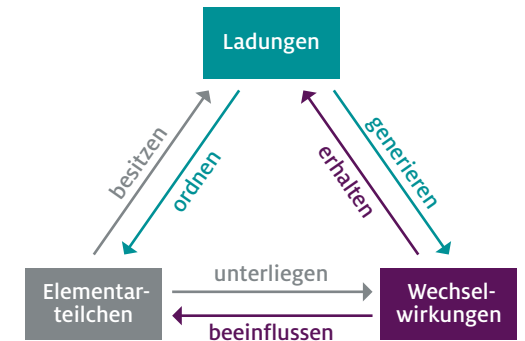 Ladungen
besitzen
ordnen
erhalten
generieren
Elementar-
teilchen
unterliegen
beeinflussen
Wechsel-
wirkungen